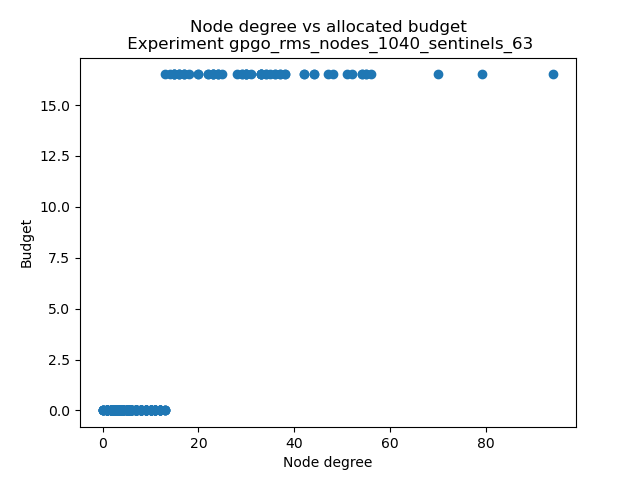 Node degree vs allocated budget
Experiment gpgo_rms_nodes_1040_sentinels_63
15.0
12.5
10.0
7.5
5.0
2.5
0.0
Budget
0 20 40 60 80
Node degree